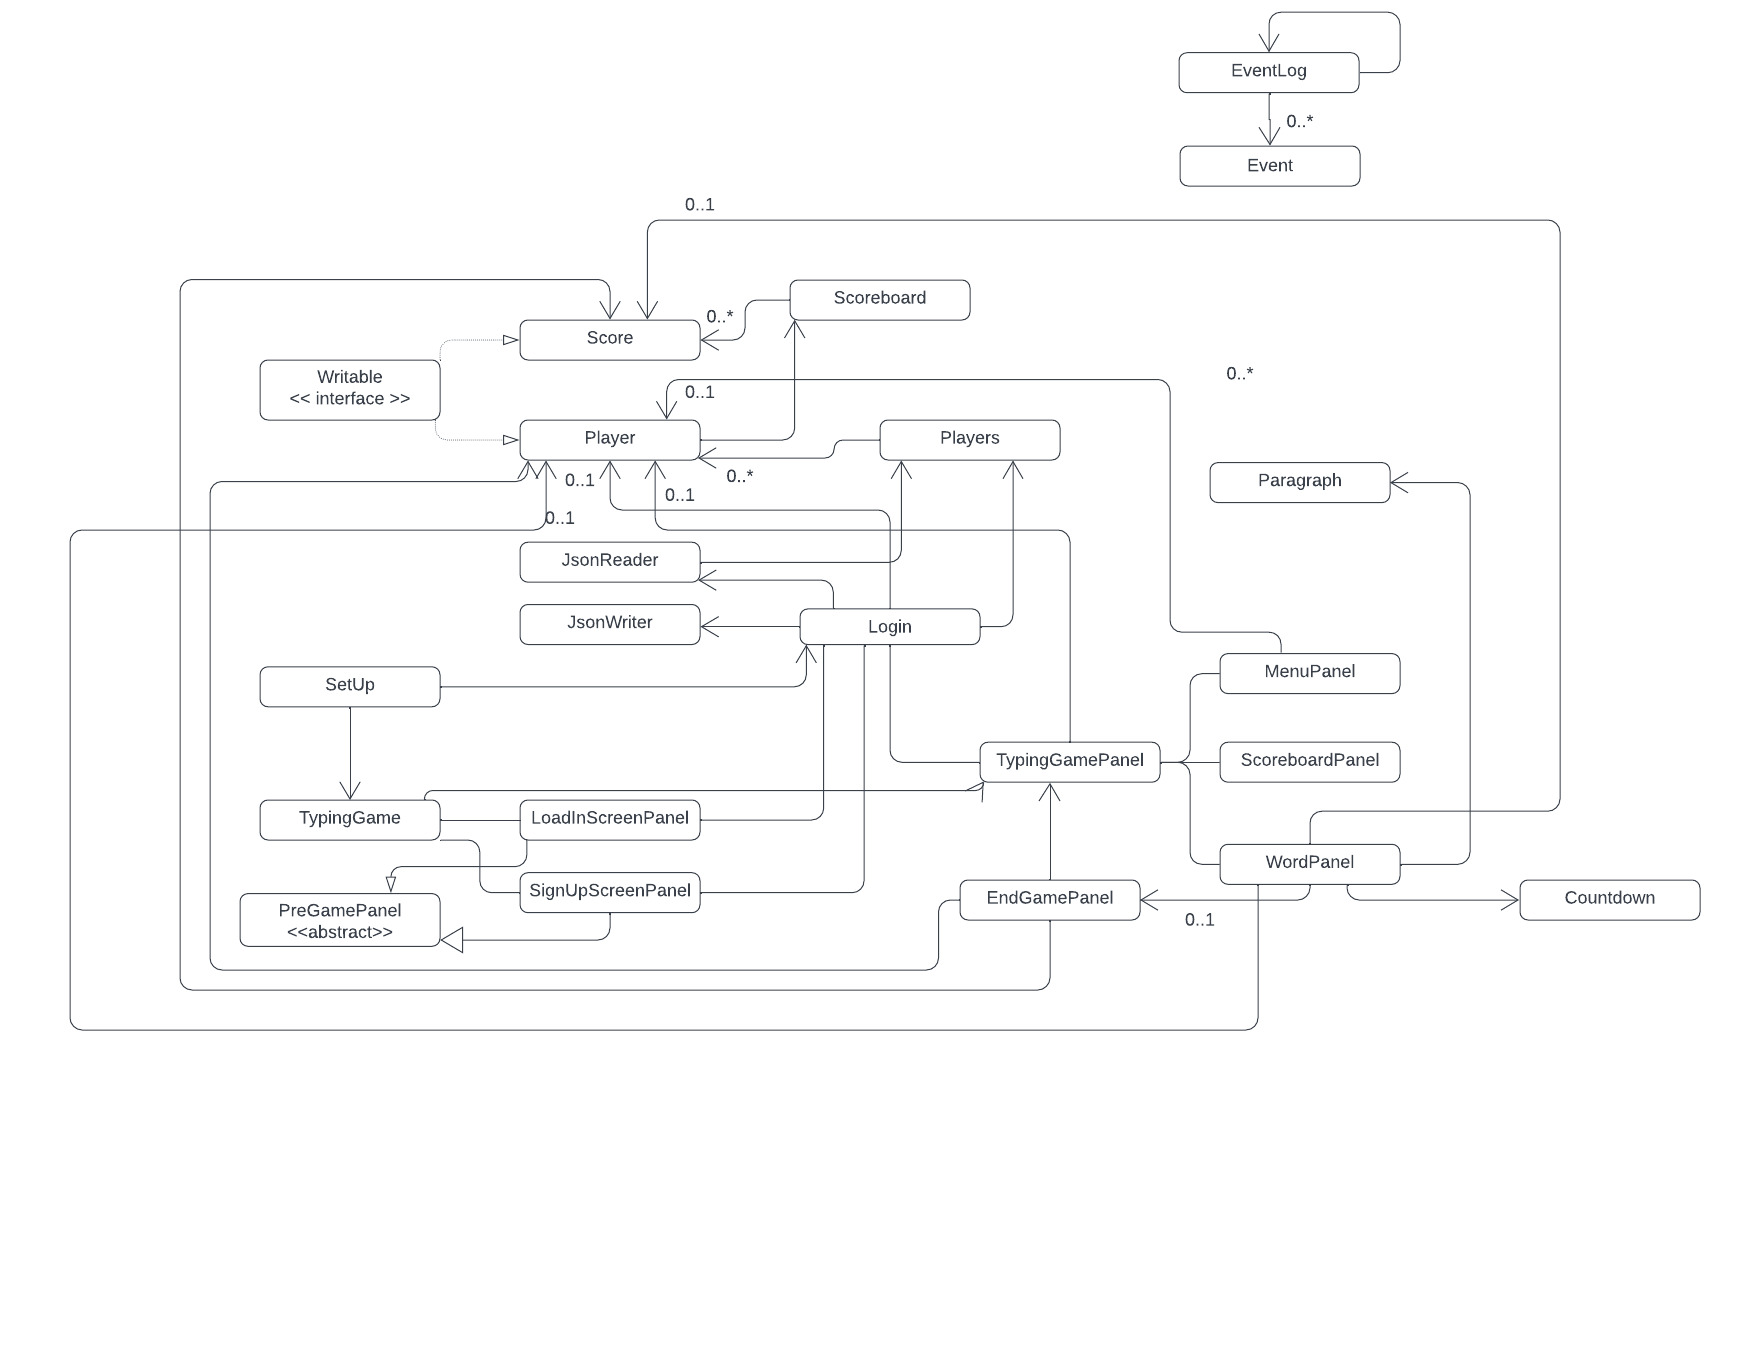 EventLog
0..*
Event
0..1
Scoreboard
0..*
Score
Writable
<< interface >>
0..*
0..1
Player
Players
0..*
0..1
0..1
Paragraph
0..1
JsonReader
JsonWriter
Login
SetUp
MenuPanel
TypingGamePanel
ScoreboardPanel
TypingGame
LoadInScreenPanel
WordPanel
SignUpScreenPanel
EndGamePanel
Countdown
PreGamePanel
<<abstract>>
0..1